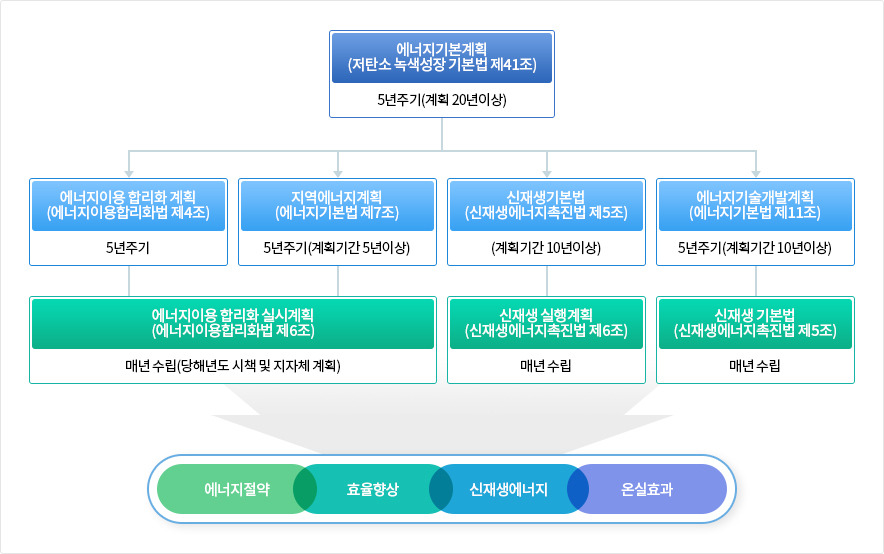 에너지기본계획
(저탄소 녹색성장 기본법 제41조)
5년주기(계획 20년이상)
에너지이용 합리화 계획
(에너지이용합리화법 제4조)
5년주기
지역에너지계획
(에너지기본법 제7조)
5년주기(계획기간 5년이상)
신재생기본법
(신재생에너지촉진법 제5조)
(계획기간 10년이상)
에너지기술개발계획
(에너지기본법 제11조)
5년주기(계획기간 10년이상)
에너지이용 합리화 실시계획
(에너지이용합리화법 제6조)
매년 수립(당해년도 시책 및 지자체 계획)
신재생 실행계획
(신재생에너지촉진법 제6조)
매년 수립
신재생 기본법
(신재생에너지촉진법 제5조)
매년 수립
에너지절약
효율향상
신재생에너지
온실효과